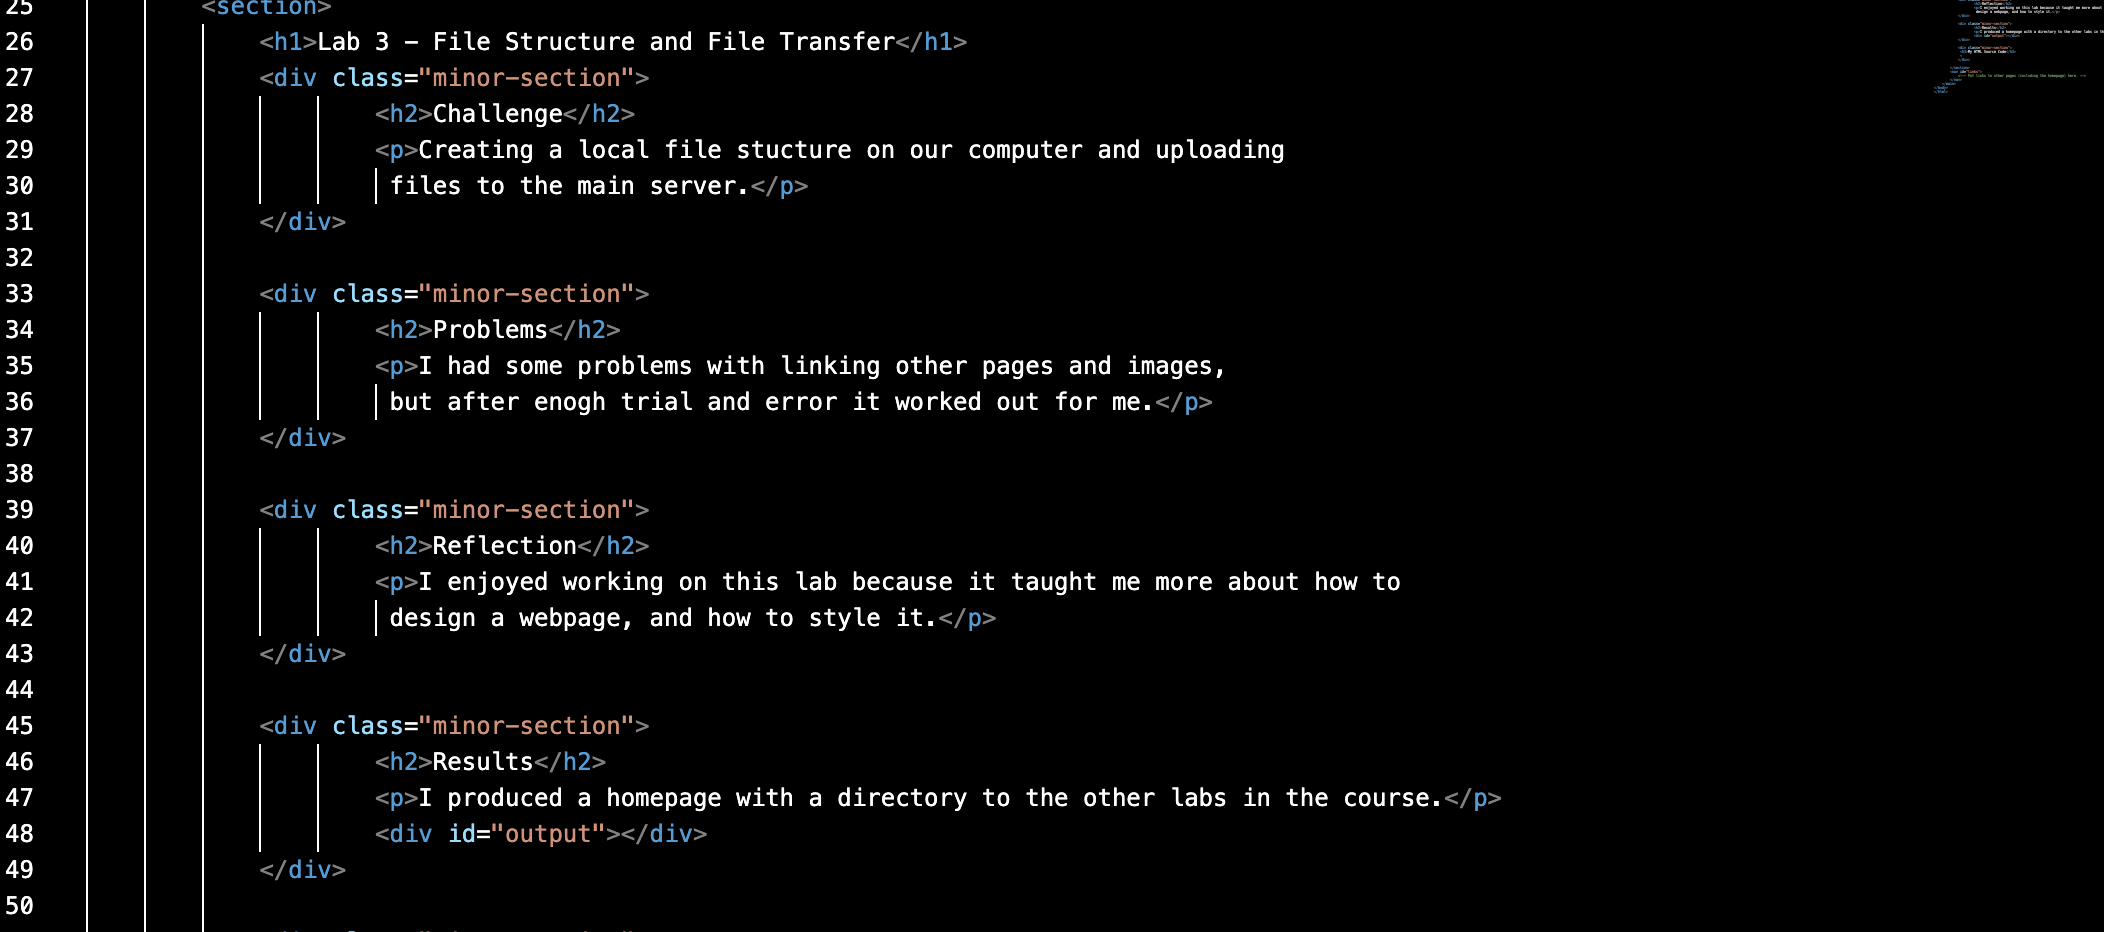 25 <section>
26 <h1>Lab 3 – File Structure and File Transfer</h1>
27 <div class="minor-section">
28 <h2>Challenge</h2>
29 <p>Creating a local file stucture on our computer and uploading
30 files to the main server.</p>
31 </div>
32
33 <div class="minor-section">
34 <h2>Problems</h2>
35 <p>I had some problems with linking other pages and images,
36 but after enogh trial and error it worked out for me.</p>
37 </div>
38
39 <div class="minor-section">
40 <h2>Reflection</h2>
41 <p>I enjoyed working on this lab because it taught me more about how to
42 design a webpage, and how to style it.</p>
43 </div>
44
45 <div class="minor-section">
46 <h2>Results</h2>
47 <p>I produced a homepage with a directory to the other labs in the course.</p>
48 <div id="output"></div>
49 </div>
50